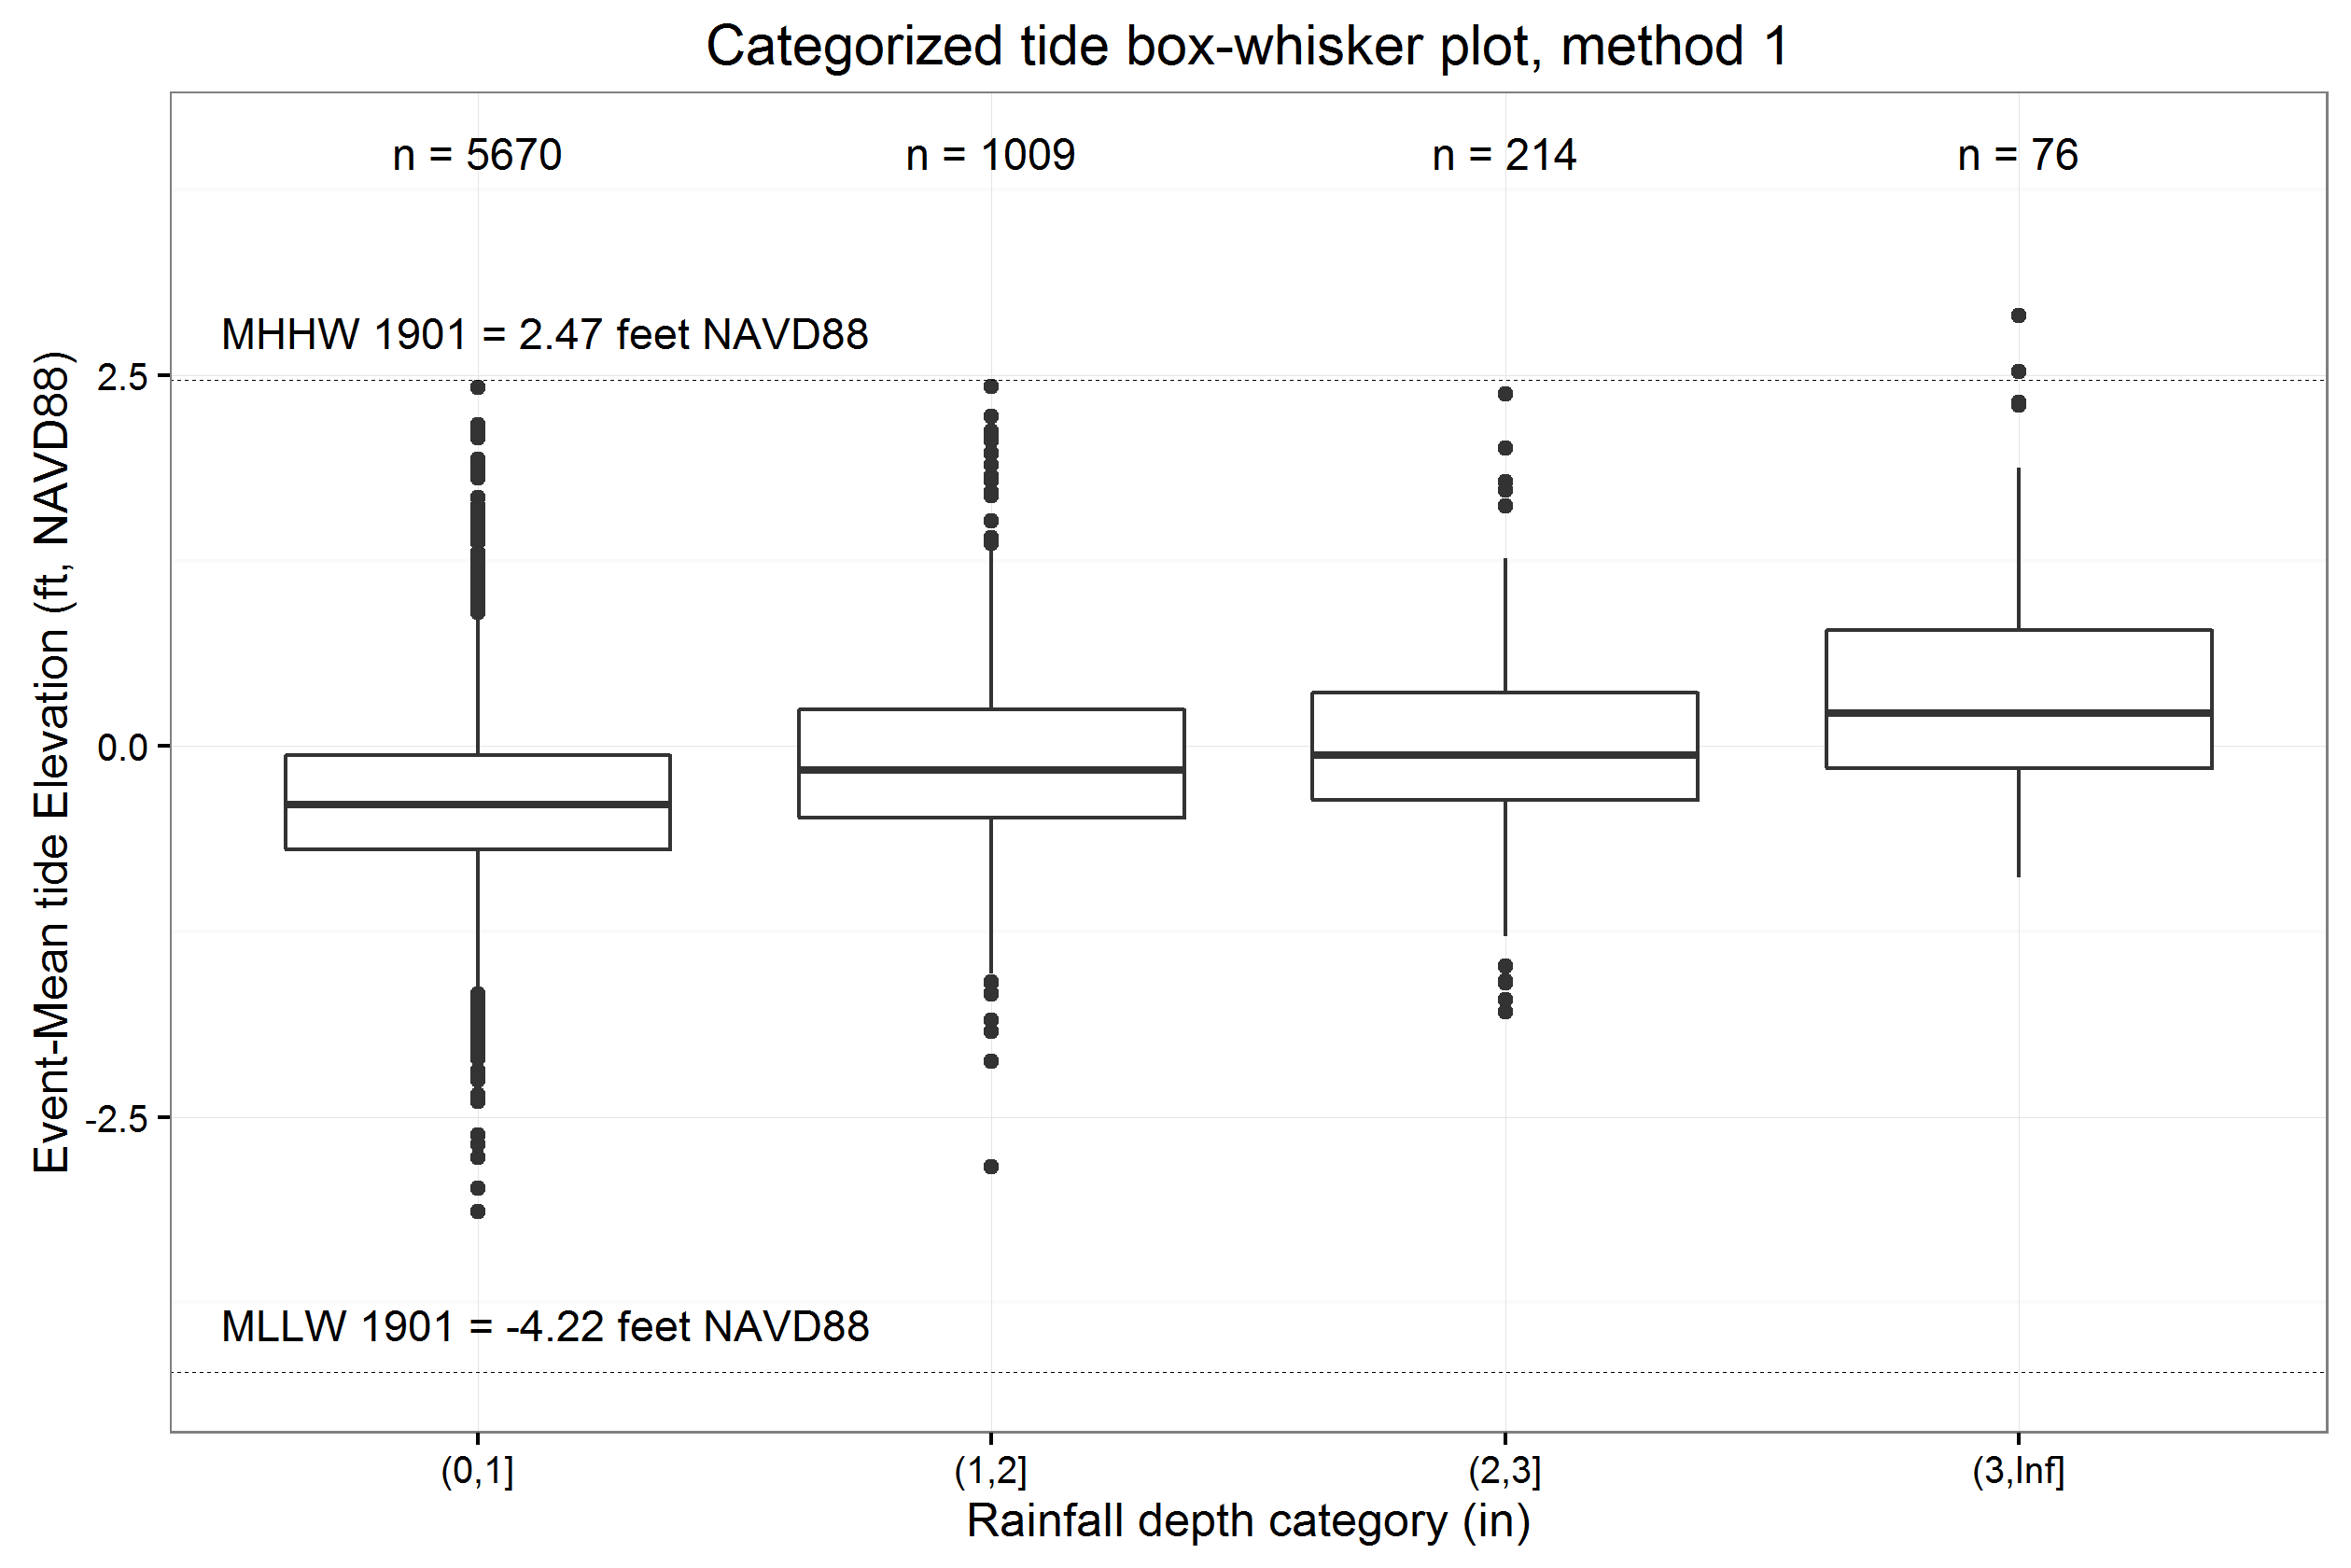 Categorized tide box-whisker plot, method 1
n = 5670
n = 1009
n = 214
n = 76
MHHW 1901 = 2.47 feet NAVD88
2.5
0.0
-2.5
Event-Mean tide Elevation (ft, NAVD88)
MLLW 1901 = -4.22 feet NAVD88
(0,1]
(1,2]
(2,3]
(3,Inf]
Rainfall depth category (in)